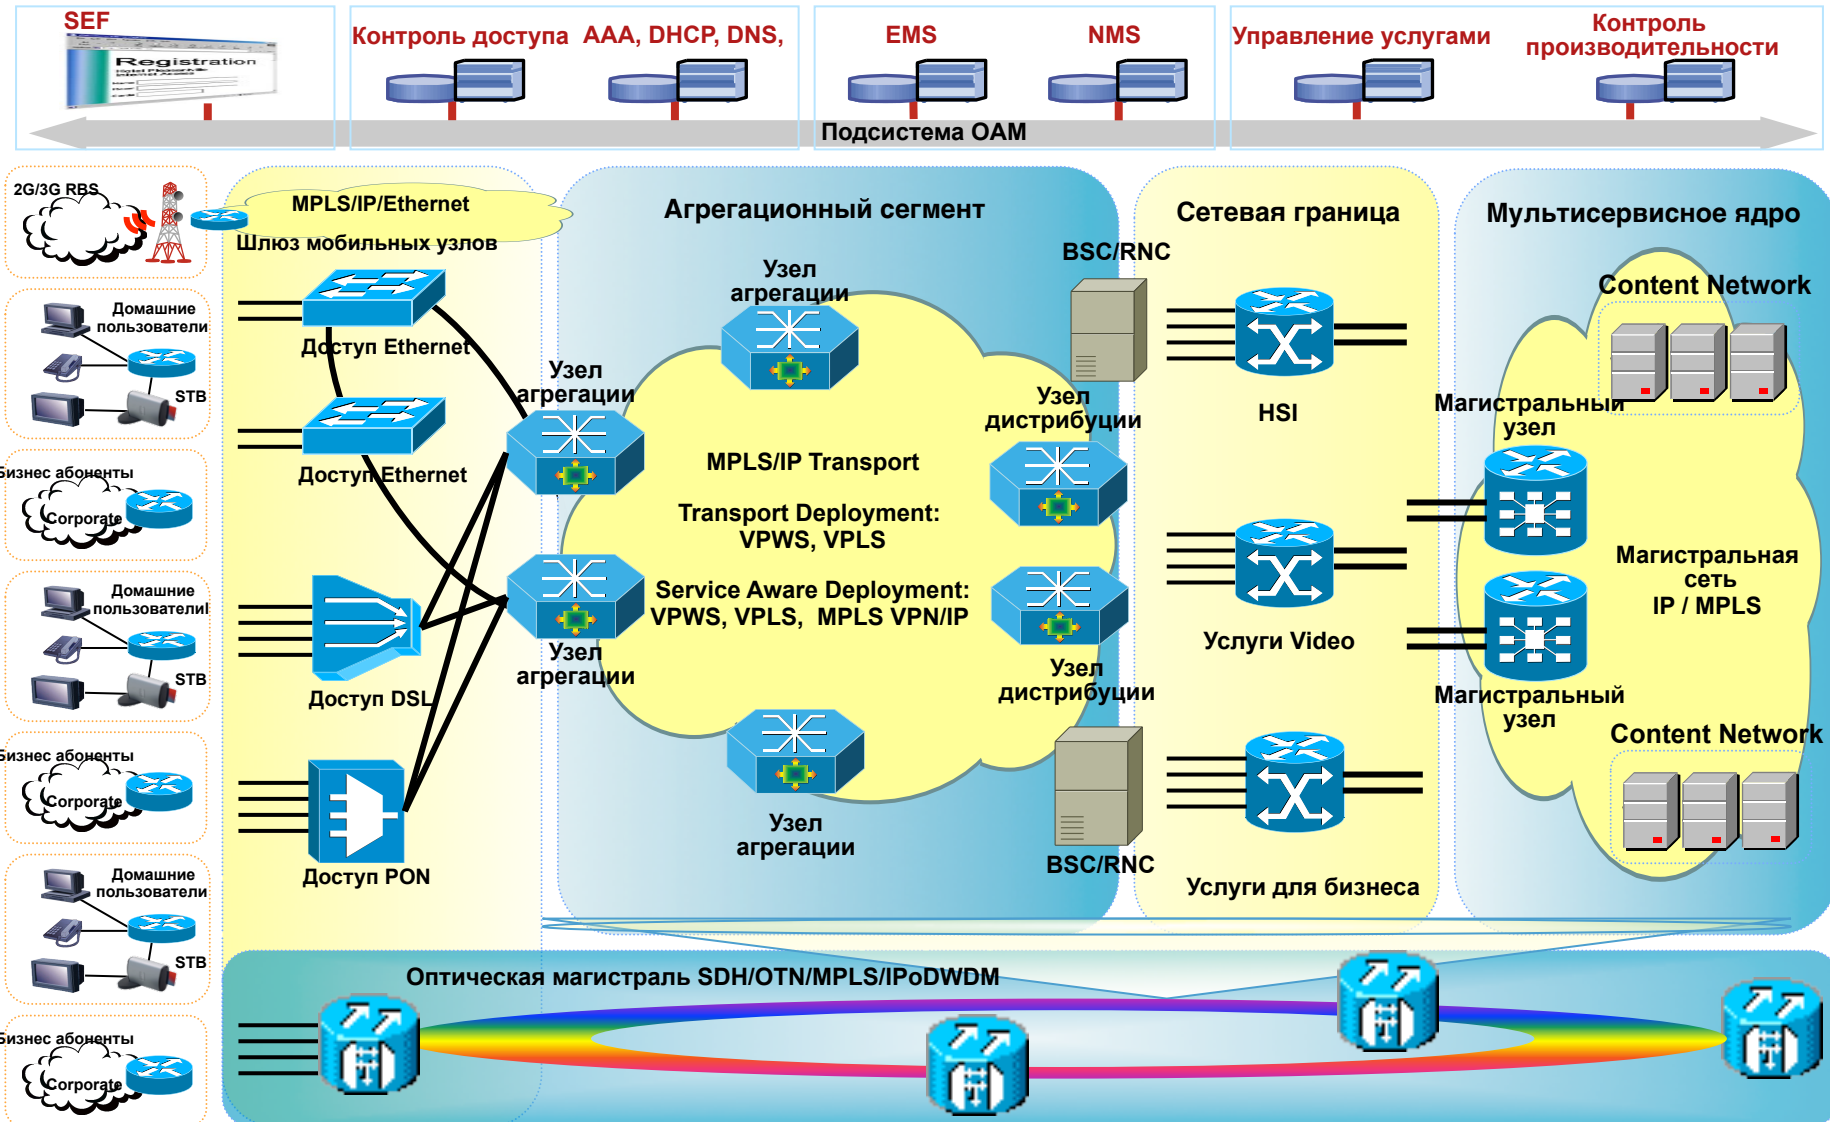 SEF
Registration
Контроль доступа
AAA, DHCP, DNS,
EMS
NMS
Управление услугами
Контроль
производительности
Подсистема OAM
2G/3G RBS
MPLS/IP/Ethernet
Шлюз мобильных узлов
Домашние
пользователи
STB
Бизнес абоненты
Corporate
Домашние
пользователиI
STB
Бизнес абоненты
Corporate
Домашние
пользователи
STB
Бизнес абоненты
Corporate
Доступ Ethernet
Доступ Ethernet
Доступ DSL
Доступ PON
Агрегационный сегмент
Узел
агрегации
Узел
агрегации
Узел
агрегации
Узел
агрегации
MPLS/IP Transport
Transport Deployment:
VPWS, VPLS
Service Aware Deployment:
VPWS, VPLS, MPLS VPN/IP
BSC/RNC
Узел
дистрибуции
Узел
дистрибуции
BSC/RNC
Сетевая граница
HSI
Услуги Video
Услуги для бизнеса
Мультисервисное ядро
Content Network
Магистральный
узел
Магистральная
сеть
IP / MPLS
Магистральный
узел
Content Network
Оптическая магистраль SDH/OTN/MPLS/IPoDWDM